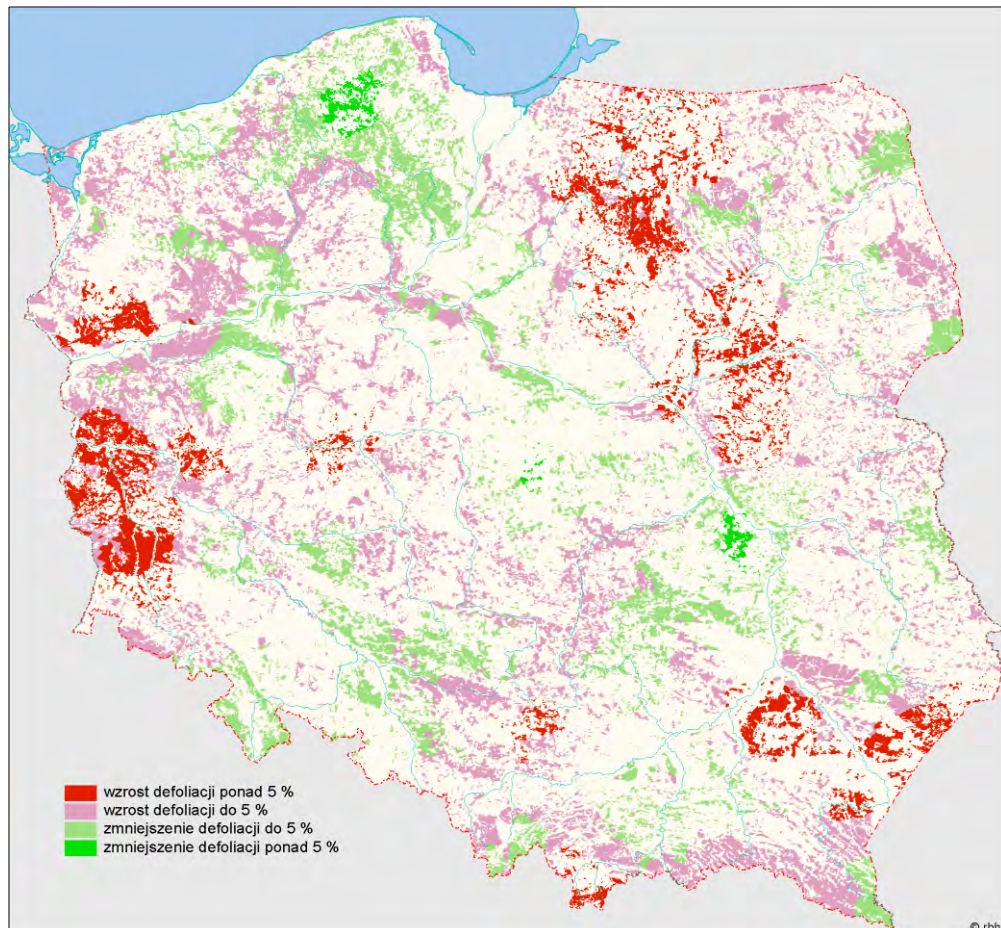 wzrost defoliacji ponad 5 %
wzrost defoliacji do 5 %
zmniejszenie defoliacji do 5 %
zmniejszenie defoliacji ponad 5 %
©